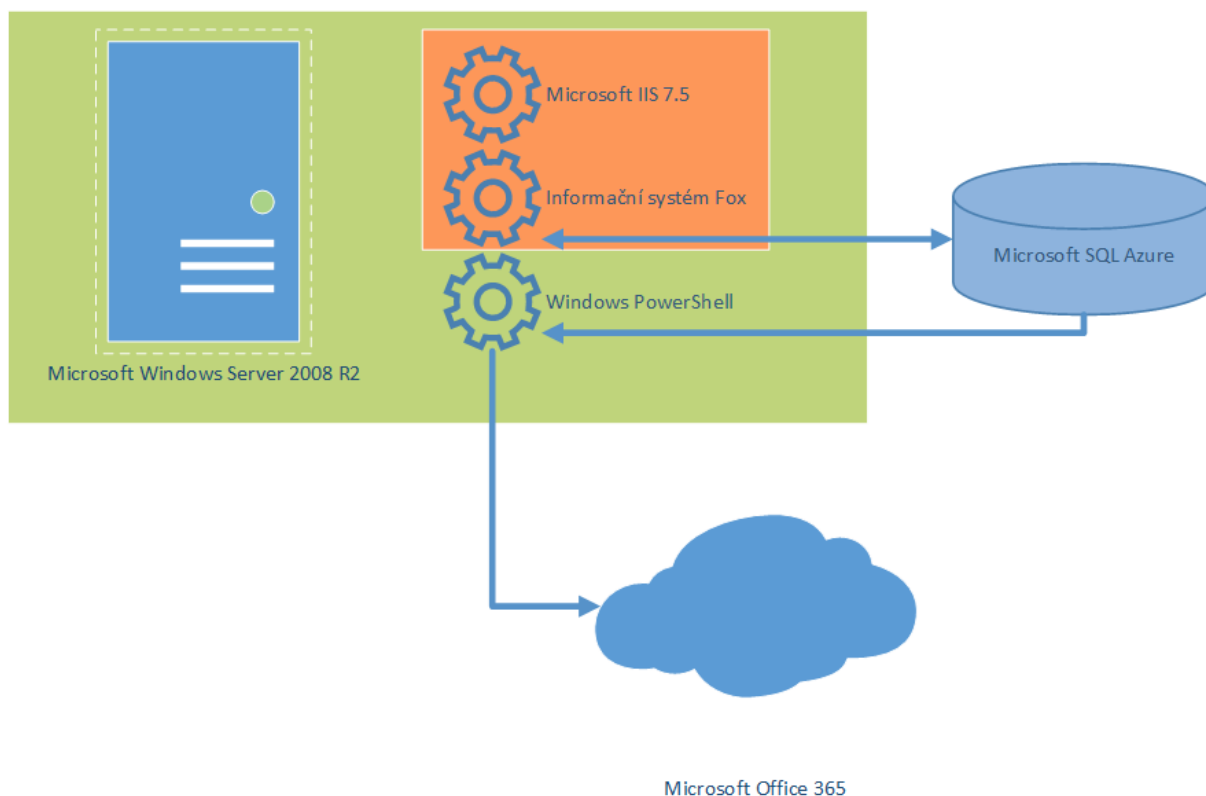 Microsoft IIS 7.5
Informační systém Fox
Microsoft SQL Azure
Windows PowerShell
Microsoft Windows Server 2008 R2
Microsoft Office 365